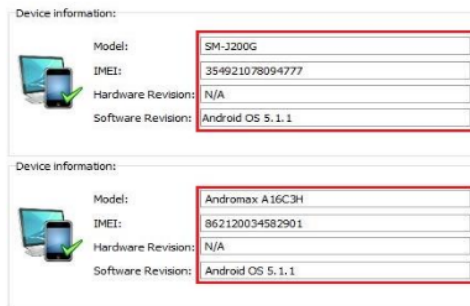 Device information:
Model: SM-J200G
IMEI: 354921078094777
Hardware Revision: N/A
Software Revision: Android OS 5.1.1
Device information:
Model: Andromax A16C3H
IMEI: 862120034582901
Hardware Revision: N/A
Software Revision: Android OS 5.1.1